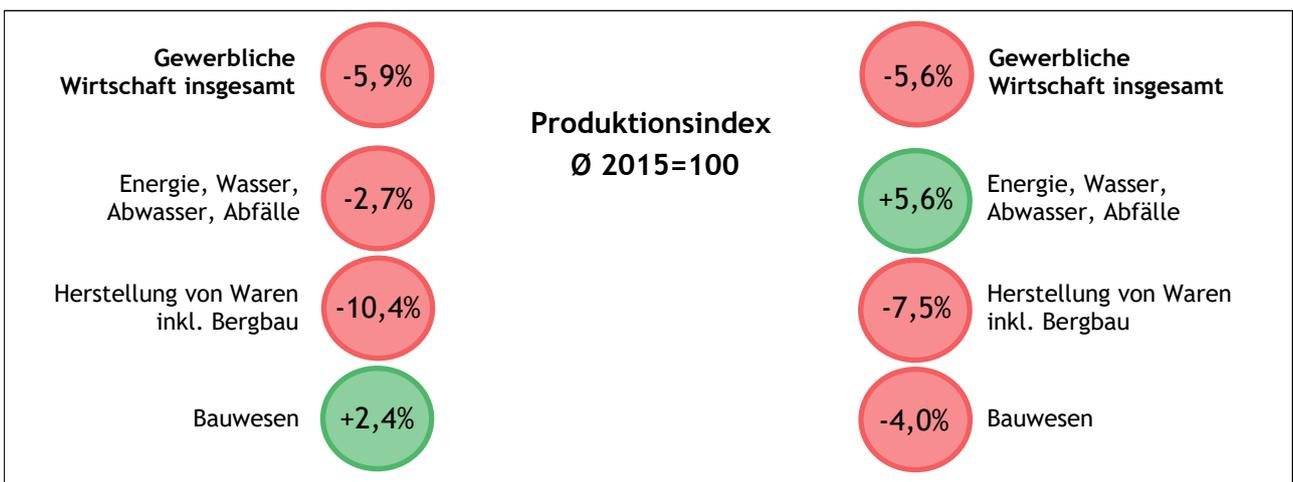 Gewerbliche
Wirtschaft insgesamt
-5,9%
Energie, Wasser,
Abwasser, Abfälle
-2,7%
Herstellung von Waren
inkl. Bergbau
-10,4%
Bauwesen
+2,4%
Produktionsindex
Ø 2015=100
-5,6%
Gewerbliche
Wirtschaft insgesamt
+5,6%
Energie, Wasser,
Abwasser, Abfälle
-7,5%
Herstellung von Waren
inkl. Bergbau
-4,0%
Bauwesen